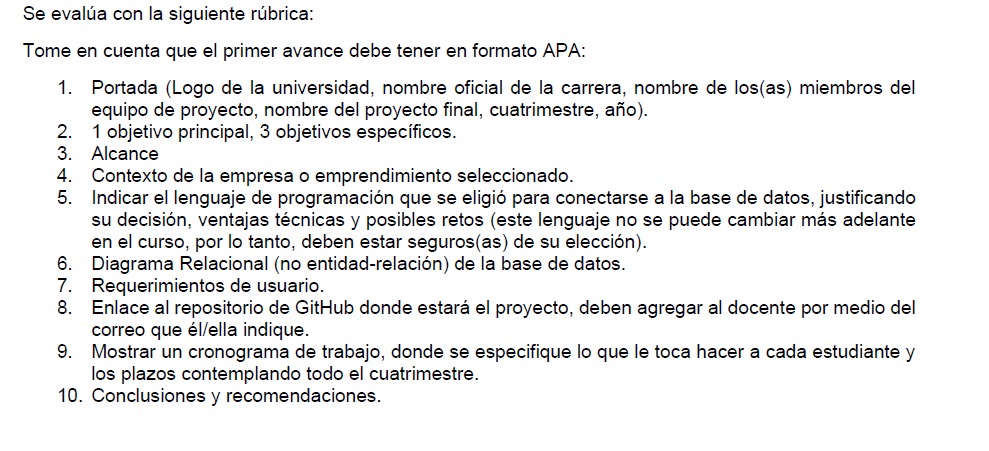 Se evalúa con la siguiente rúbrica:
Tome en cuenta que el primer avance debe tener en formato APA:
1. Portada (Logo de la universidad, nombre oficial de la carrera, nombre de los(as) miembros del
equipo de proyecto, nombre del proyecto final, cuatrimestre, año).
2. 1 objetivo principal, 3 objetivos específicos.
3. Alcance
4. Contexto de la empresa o emprendimiento seleccionado.
5. Indicar el lenguaje de programación que se eligió para conectarse a la base de datos, justificando
su decisión, ventajas técnicas y posibles retos (este lenguaje no se puede cambiar más adelante
en el curso, por lo tanto, deben estar seguros(as) de su elección).
6. Diagrama Relacional (no entidad-relación) de la base de datos.
7. Requerimientos de usuario.
8. Enlace al repositorio de GitHub donde estará el proyecto, deben agregar al docente por medio del
correo que él/ella indique.
9. Mostrar un cronograma de trabajo, donde se especifique lo que le toca hacer a cada estudiante y
los plazos contemplando todo el cuatrimestre.
10. Conclusiones y recomendaciones.